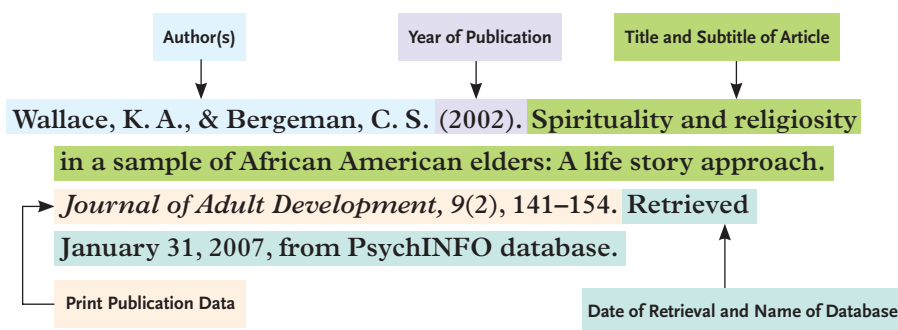 Author(s)
Year of Publication
Title and Subtitle of Article
Wallace, K. A., & Bergeman, C. S. (2002). Spirituality and religiosity
in a sample of African American elders: A life story approach.
Journal of Adult Development, 9(2), 141–154. Retrieved
January 31, 2007, from PsychINFO database.
Print Publication Data
Date of Retrieval and Name of Database